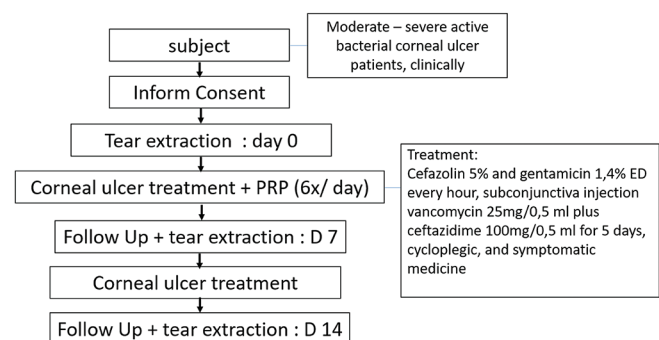 subject
Moderate – severe active
bacterial corneal ulcer
patients, clinically
Inform Consent
Tear extraction : day 0
Corneal ulcer treatment + PRP (6x/ day)
Treatment:
Cefazolin 5% and gentamicin 1,4% ED
every hour, subconjunctiva injection
vancomycin 25mg/0,5 ml plus
ceftazidime 100mg/0,5 ml for 5 days,
cycloplegic, and symptomatic
medicine
Follow Up + tear extraction : D 7
Corneal ulcer treatment
Follow Up + tear extraction : D 14